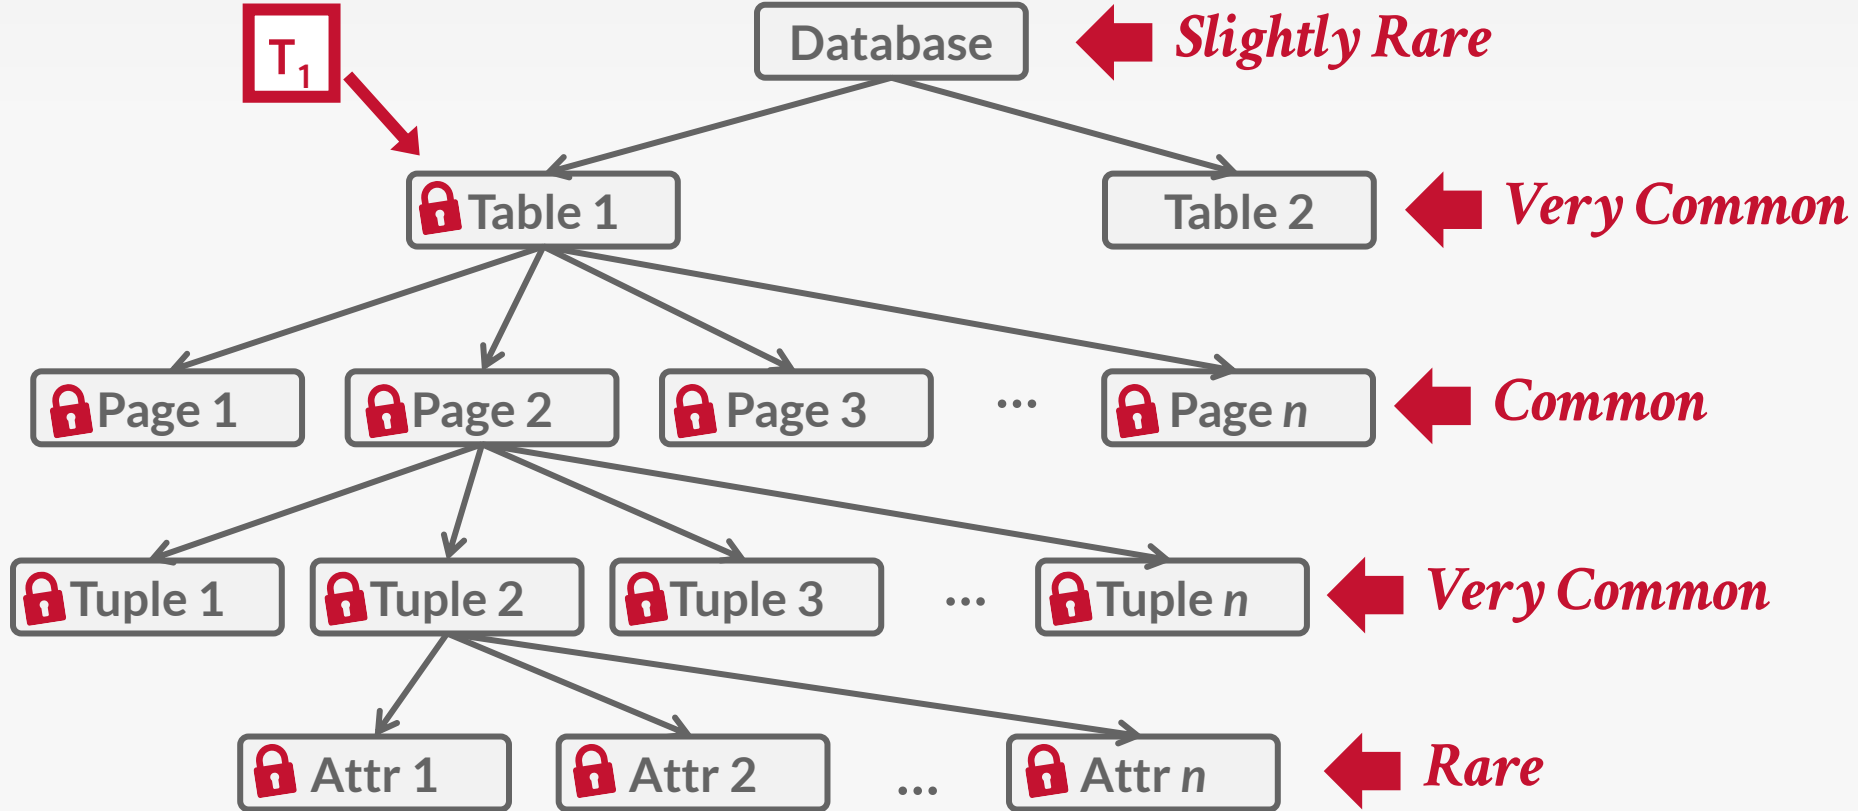 T1
Database
Slightly Rare
Table 1
Table 2
Very Common
Page 1
Page 2
Page 3
...
Page n
Common
Tuple 1
Tuple 2
Tuple 3
...
Tuple n
Very Common
Attr 1
Attr 2
...
Attr n
Rare